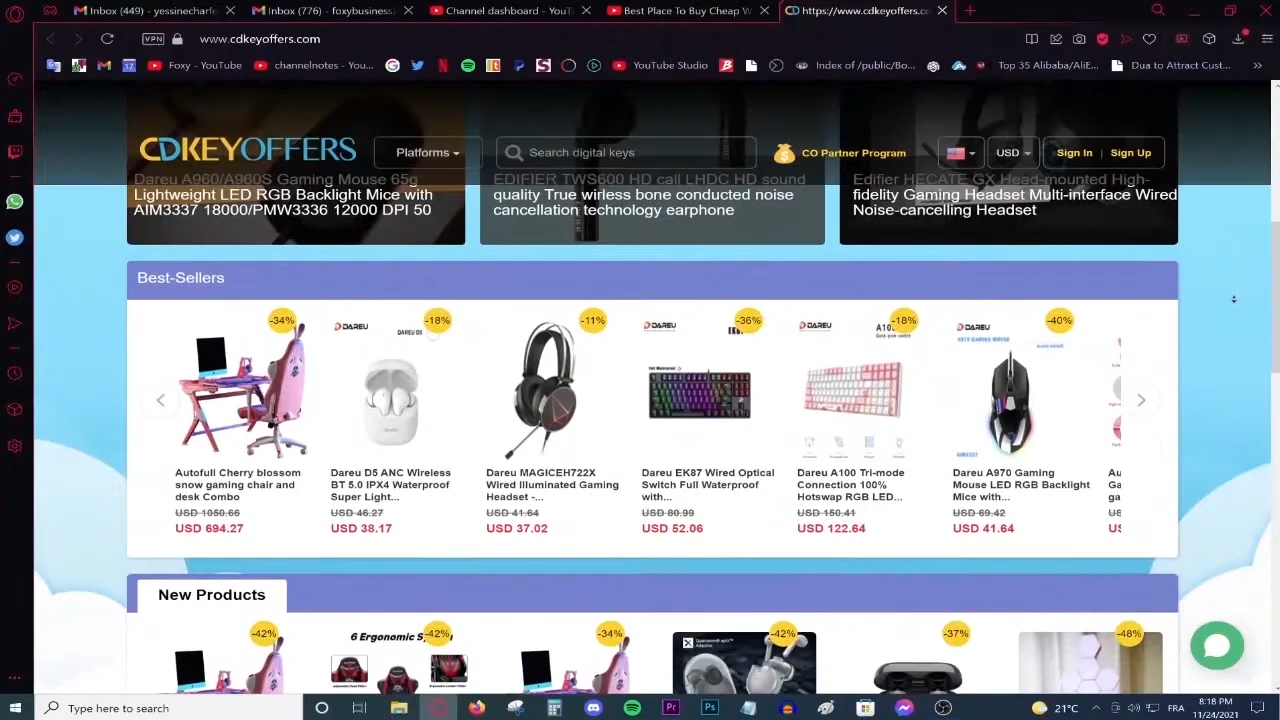 Inbox (449) - yessinecharfe
Inbox (776) - foxybusiness
Channel dashboard - YouT
Best Place To Buy Cheap W
https://www.cdkeyoffers.c
VPN
www.cdkeyoffers.com
Foxy - YouTube
channelnotes - You...
YouTube Studio
Index of /public/Bo...
Top 35 Alibaba/AliE...
Dua to Attract Cust...
CDKEYOFFERS
Platforms
Search digital keys
CO Partner Program
USD
Sign In | Sign Up
Dareu A960/A960S Gaming Mouse 65g
Lightweight LED RGB Backlight Mice with
AIM3337 18000/PMW3336 12000 DPI 50
EDIFIER TWS600 HD call LHDC HD sound
quality True wirless bone conducted noise
cancellation technology earphone
Edifier HECATE GX Head-mounted High-
fidelity Gaming Headset Multi-interface Wired
Noise-cancelling Headset
Best-Sellers
-34%
-18%
-11%
-36%
-18%
-40%
DAREU
DAREU D5
DAREU
EK87
DAREU
DAREU
Autofull Cherry blossom
snow gaming chair and
desk Combo
USD 1050.66
USD 694.27
Dareu D5 ANC Wireless
BT 5.0 IPX4 Waterproof
Super Light...
USD 46.27
USD 38.17
Dareu MAGICEH722X
Wired Illuminated Gaming
Headset -...
USD 41.64
USD 37.02
Dareu EK87 Wired Optical
Switch Full Waterproof
with...
USD 80.99
USD 52.06
Dareu A100 Tri-mode
Connection 100%
Hotswap RGB LED...
USD 150.41
USD 122.64
Dareu A970 Gaming
Mouse LED RGB Backlight
Mice with...
USD 69.42
USD 41.64
New Products
-42%
-42%
-34%
-42%
-37%
-48%
6 Ergonomic
Type here to search
21°C
FRA
8:18 PM
11/24/2021